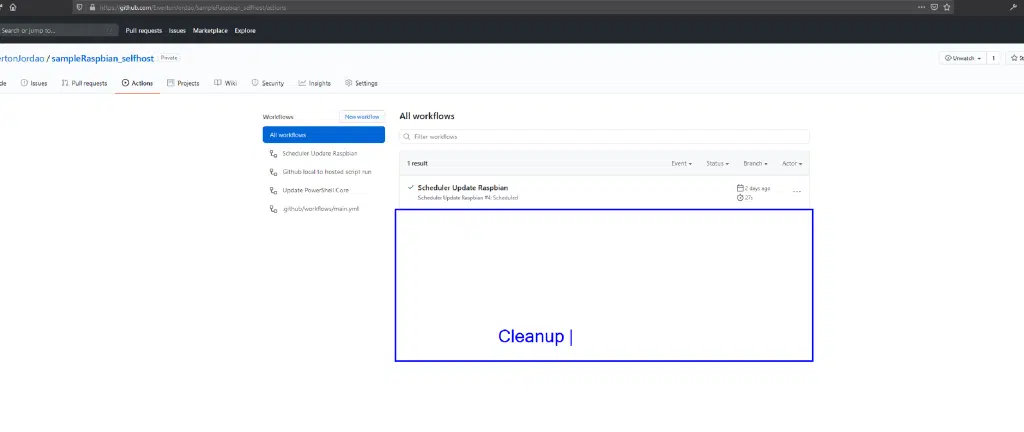 https://github.com/EvertonJordao/sampleRaspbian_selfhost/actions
Search or jump to...
/
Pull requests Issues Marketplace Explore
ertonJordao / sampleRaspbian_selfhost Private
Unwatch 1 St
de Issues Pull requests Actions Projects Wiki Security Insights Settings
Workflows New workflow
All workflows
Scheduler Update Raspbian
Github local to hosted script run
Update PowerShell Core
.github/workflows/main.yml
All workflows
Filter workflows
1 result Event Status Branch Actor
Scheduler Update Raspbian 2 days ago ...
Scheduler Update Raspbian #4: Scheduled 27s
Cleanup |